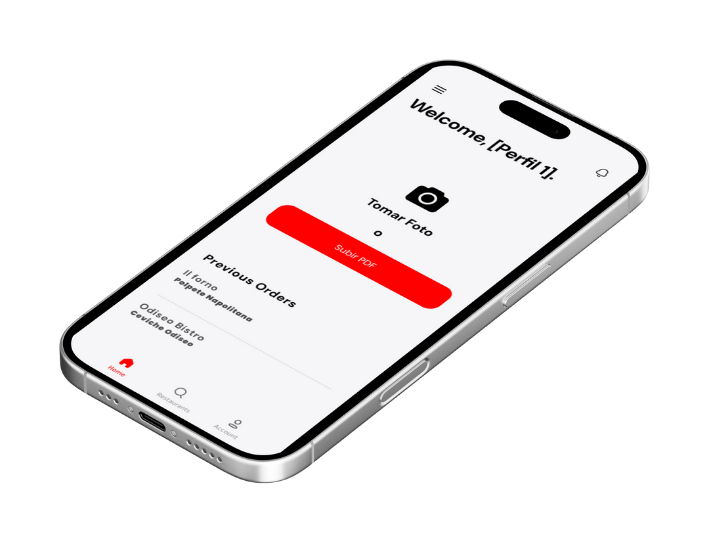 Welcome, [Perfil 1].
Tomar Foto
o
Subir PDF
Previous Orders
Il forno
Polpete Napolitana
Odiseo Bistro
Ceviche Odiseo
Home
Restaurants
Account